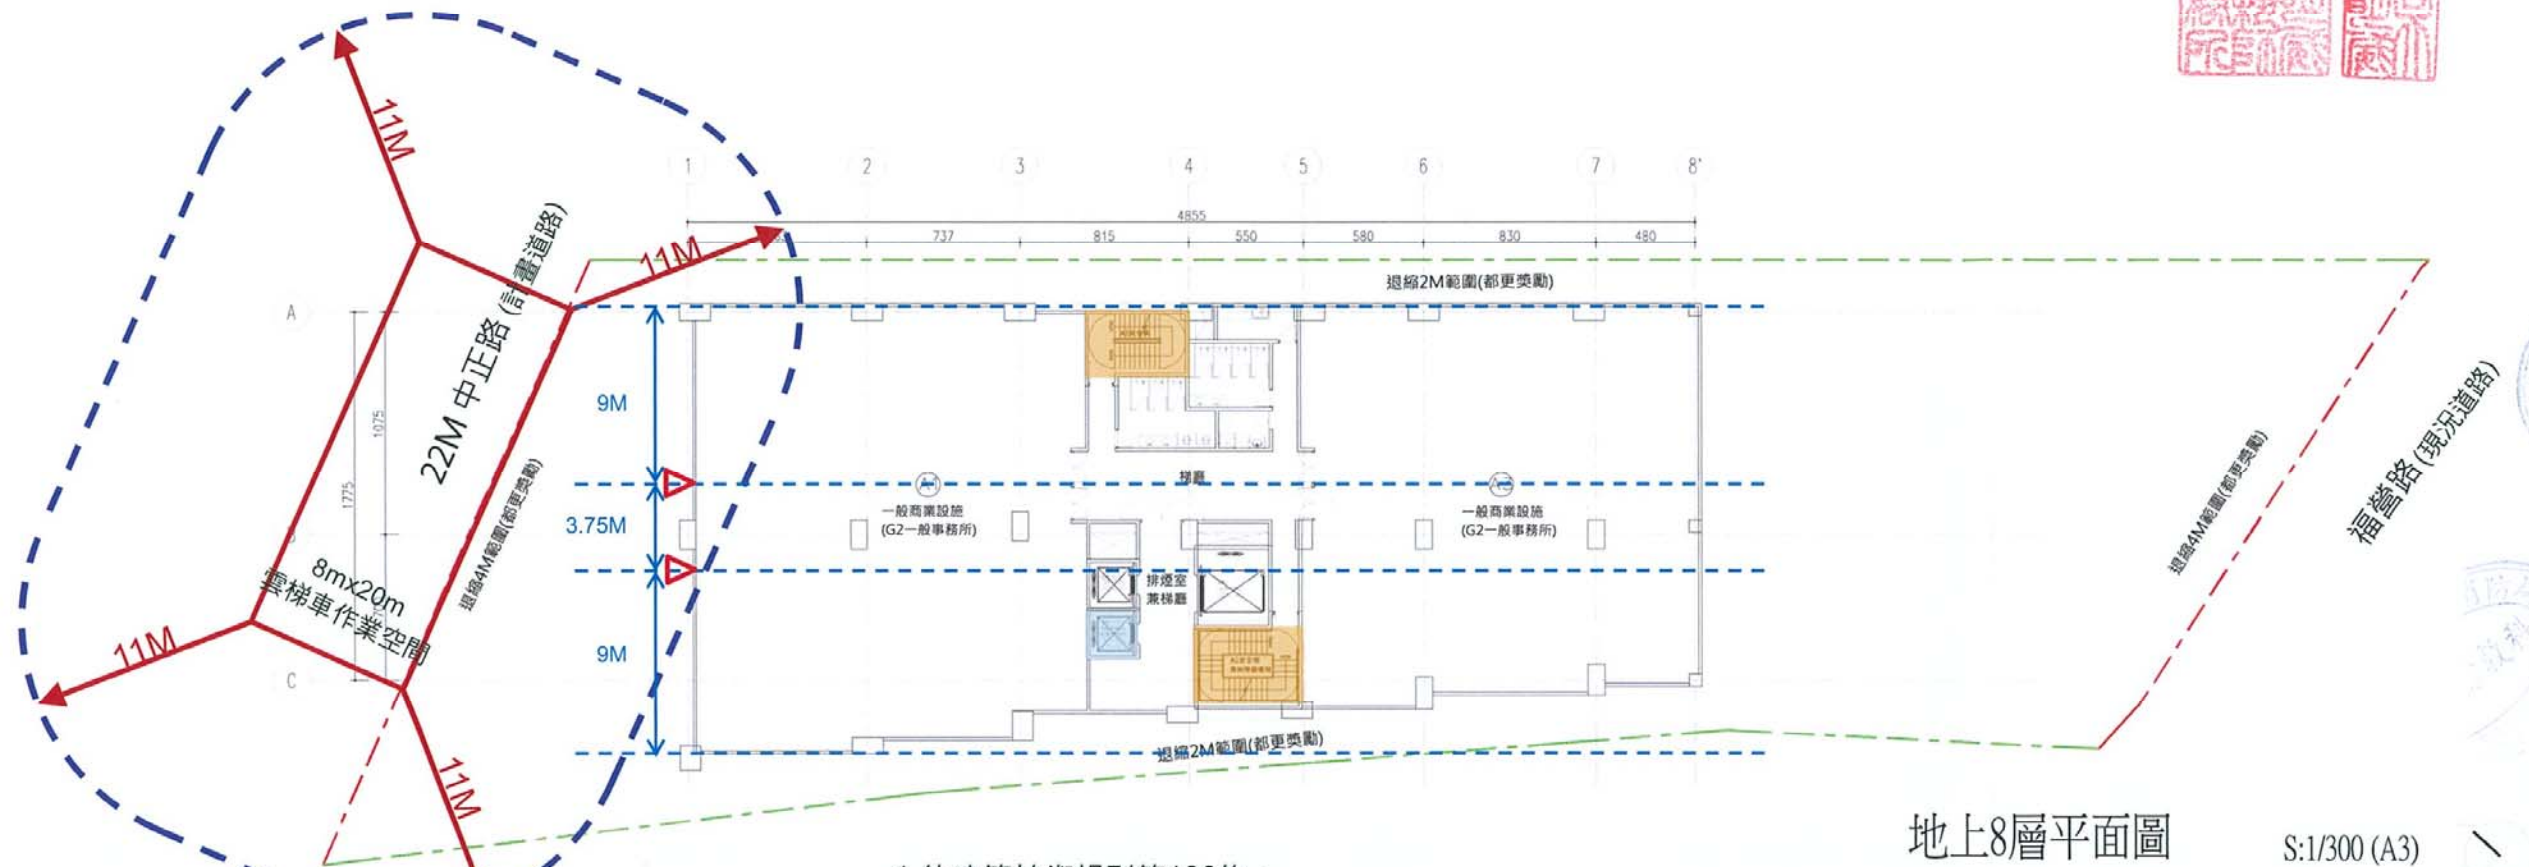 11M
1
2
3
4
5
6
7
8'
4855
737
815
550
580
830
480
11M
22M 中正路(計畫道路)
退縮2M範圍(都更獎勵)
A
9M
1075
1775
退縮4M範圍(都更獎勵)
梯廳
A1
一般商業設施
(G2一般事務所)
一般商業設施
(G2一般事務所)
3.75M
排煙室
兼梯廳
8mx20m
雲梯車作業空間
9M
C
11M
11M
退縮2M範圍(都更獎勵)
退縮4M範圍(都更獎勵)
福營路(現況道路)
地上8層平面圖
S:1/300 (A3)